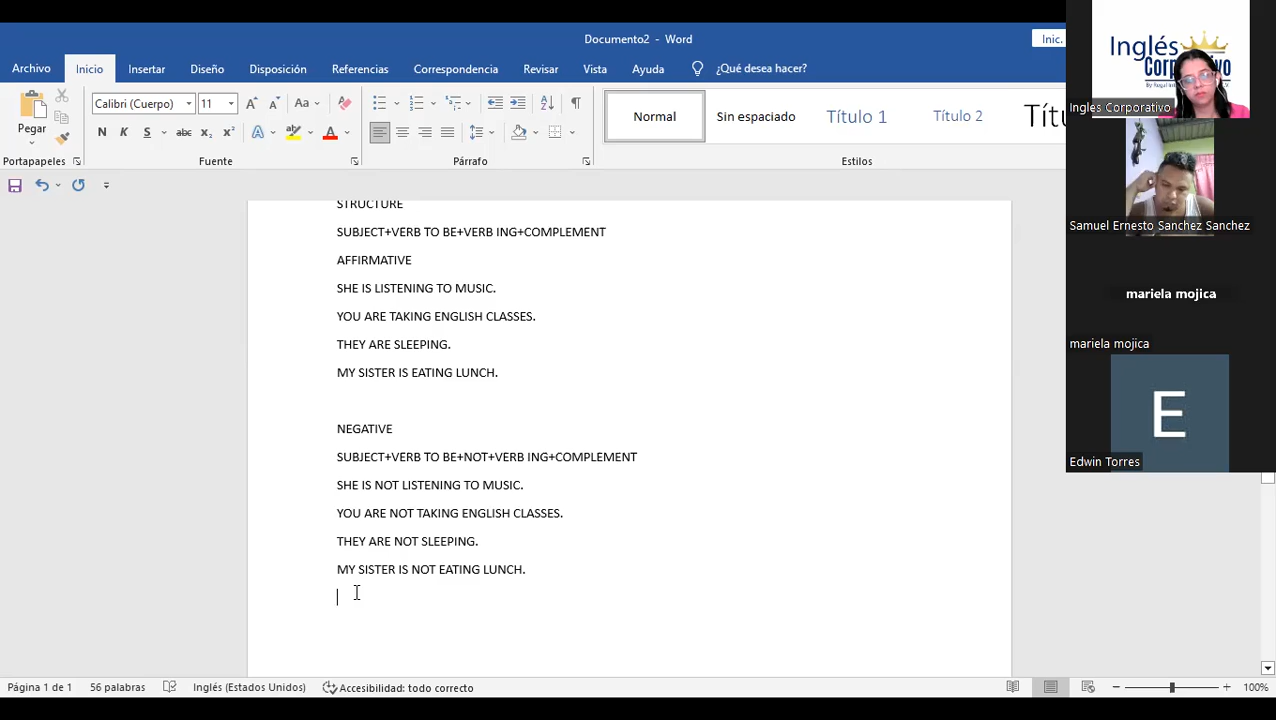 Documento2 - Word
Inic.
Archivo
Inicio
Insertar
Diseño
Disposición
Referencias
Correspondencia
Revisar
Vista
Ayuda
¿Qué desea hacer?
Pegar
Calibri (Cuerpo)
11
Aa
N K S abc x₂ x²
A A
Normal
Sin espaciado
Título 1
Título 2
Títu
Portapapeles
Fuente
Párrafo
Estilos
STRUCTURE
SUBJECT+VERB TO BE+VERB ING+COMPLEMENT
AFFIRMATIVE
SHE IS LISTENING TO MUSIC.
YOU ARE TAKING ENGLISH CLASSES.
THEY ARE SLEEPING.
MY SISTER IS EATING LUNCH.
NEGATIVE
SUBJECT+VERB TO BE+NOT+VERB ING+COMPLEMENT
SHE IS NOT LISTENING TO MUSIC.
YOU ARE NOT TAKING ENGLISH CLASSES.
THEY ARE NOT SLEEPING.
MY SISTER IS NOT EATING LUNCH.
Página 1 de 1
56 palabras
Inglés (Estados Unidos)
Accesibilidad: todo correcto
100%
Inglés
Ingles Corporativo
Samuel Ernesto Sanchez Sanchez
mariela mojica
mariela mojica
E
Edwin Torres